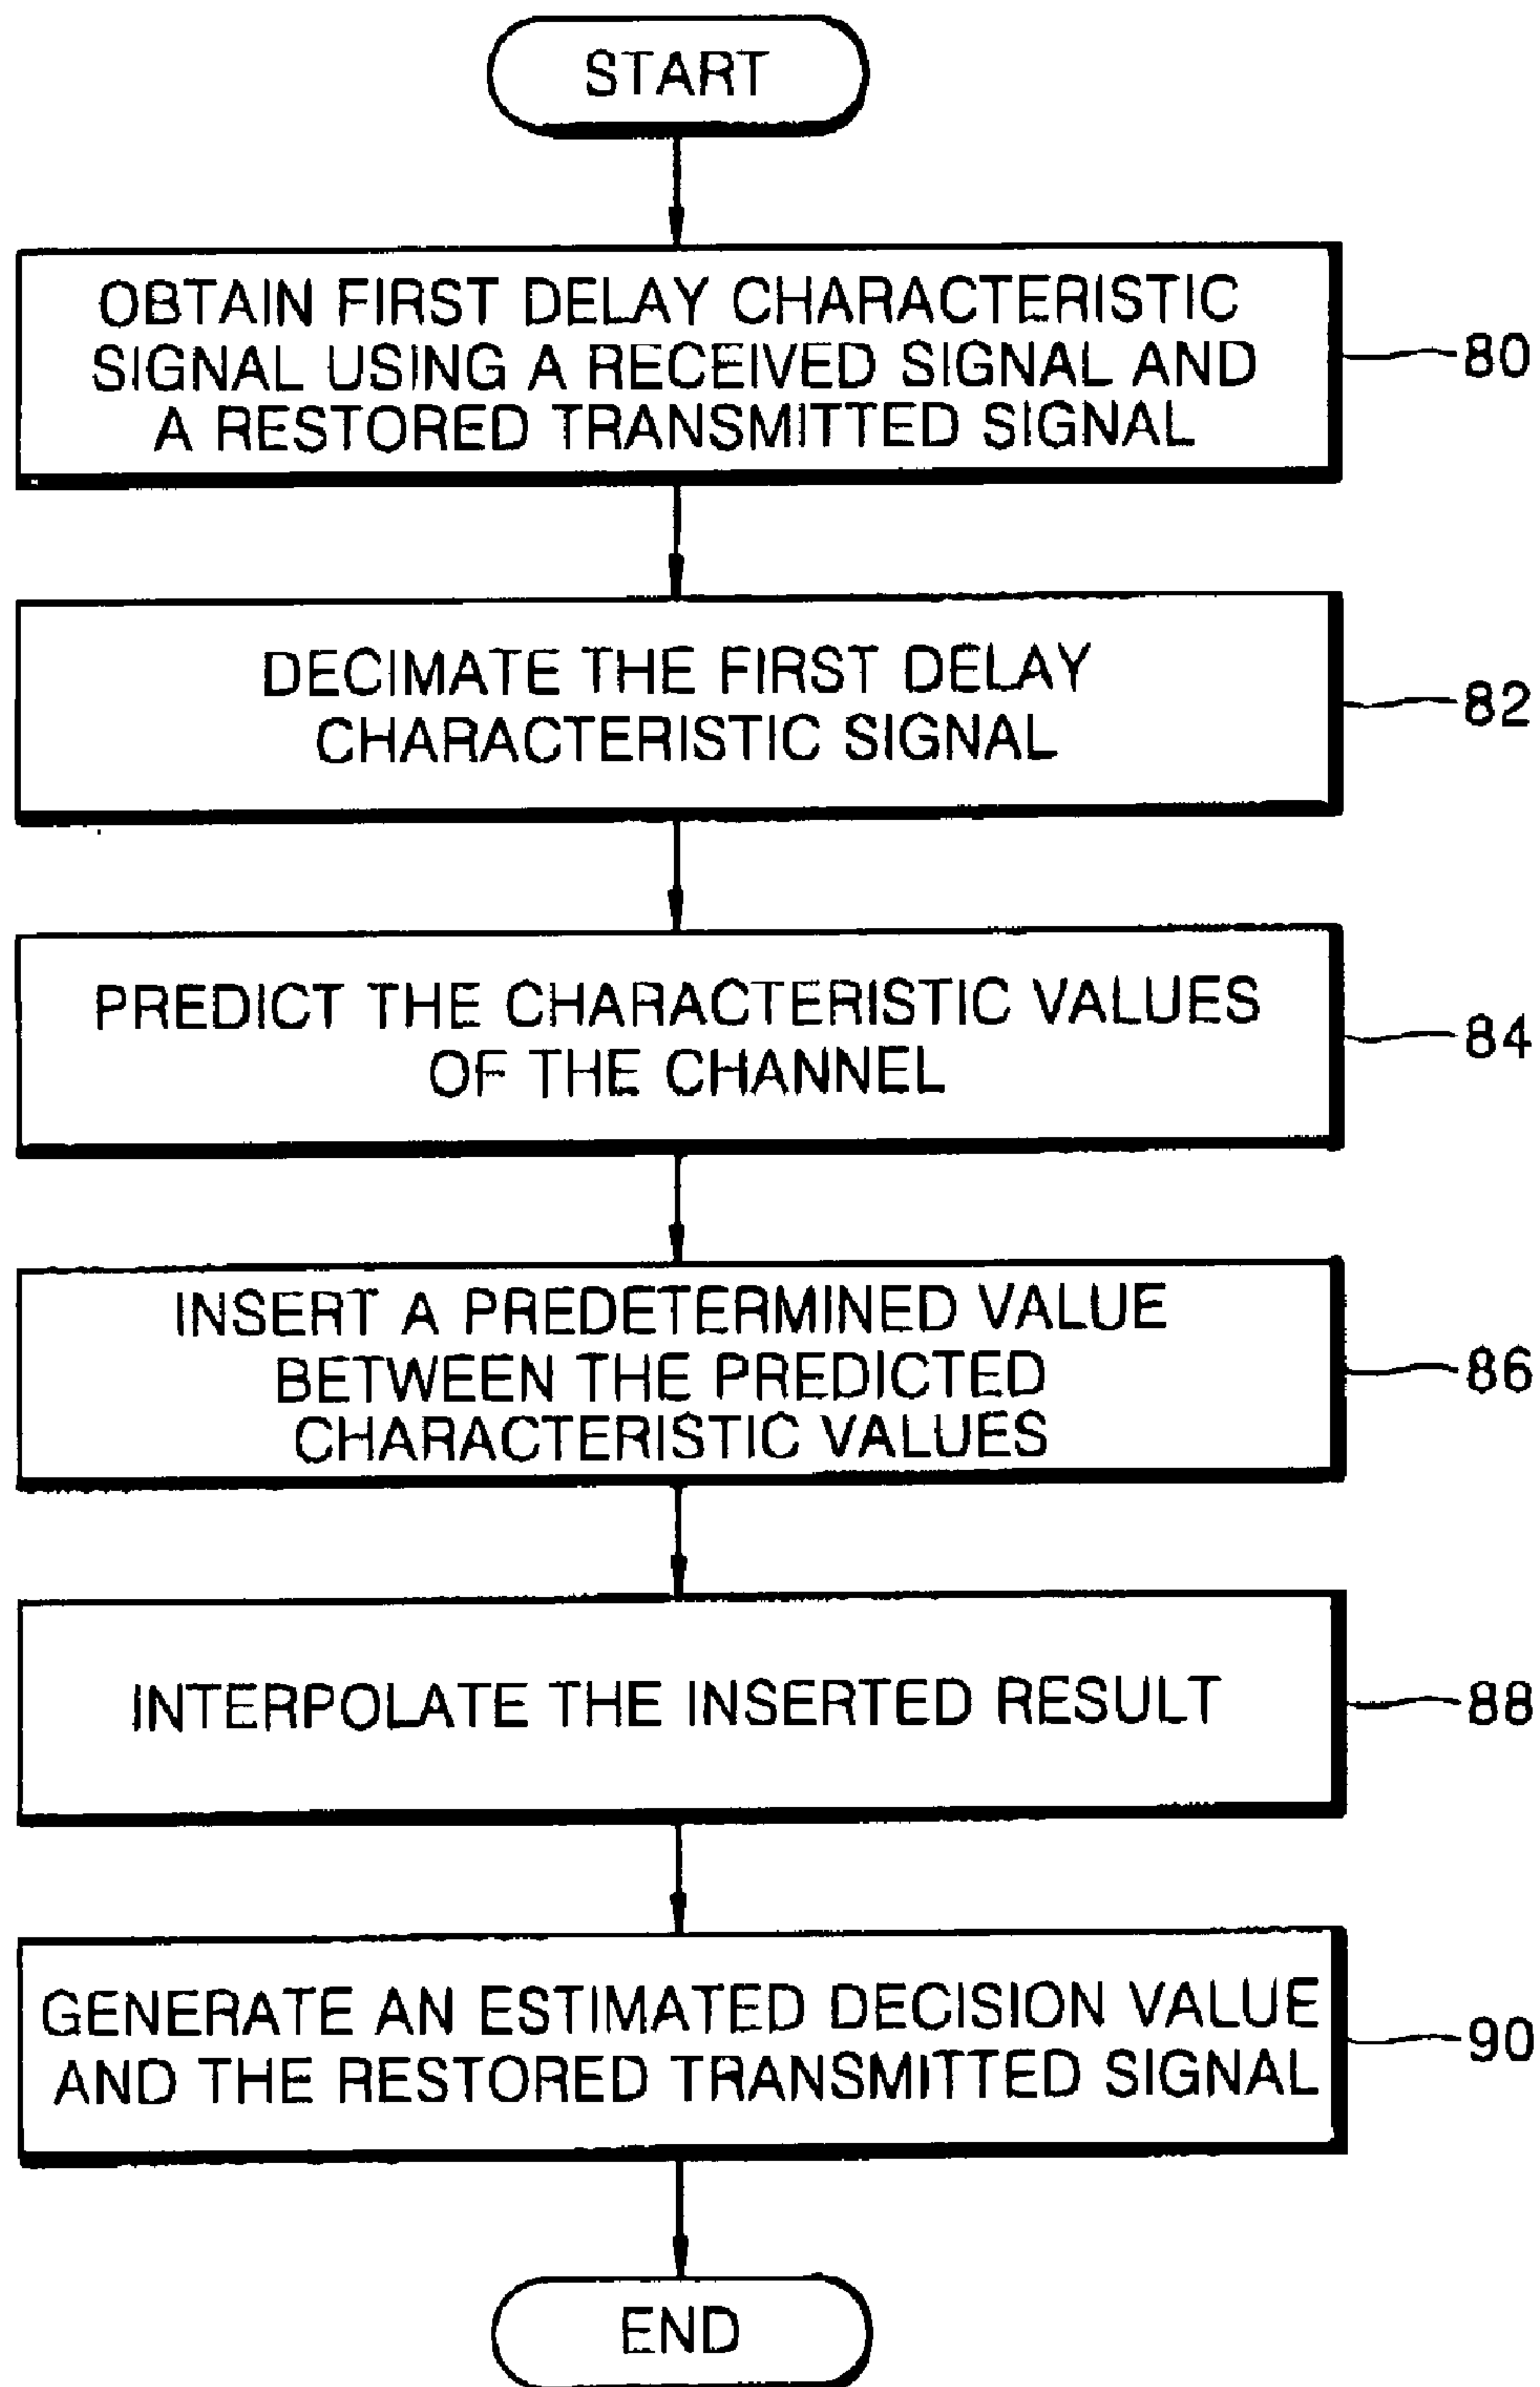 START
OBTAIN FIRST DELAY CHARACTERISTIC
SIGNAL USING A RECEIVED SIGNAL AND
A RESTORED TRANSMITTED SIGNAL
80
DECIMATE THE FIRST DELAY
CHARACTERISTIC SIGNAL
82
PREDICT THE CHARACTERISTIC VALUES
OF THE CHANNEL
84
INSERT A PREDETERMINED VALUE
BETWEEN THE PREDICTED
CHARACTERISTIC VALUES
86
INTERPOLATE THE INSERTED RESULT
88
GENERATE AN ESTIMATED DECISION VALUE
AND THE RESTORED TRANSMITTED SIGNAL
90
END